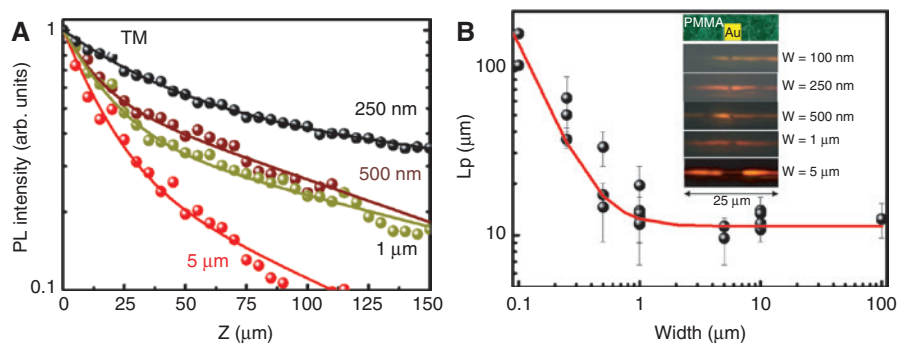 A
TM
250 nm
500 nm
1 μm
5 μm
1
0.1
PL intensity (arb. units)
0 25 50 75 100 125 150
Z (μm)
B
100
10
Lp (μm)
0.1 1 10 100
Width (μm)
PMMA
Au
W = 100 nm
W = 250 nm
W = 500 nm
W = 1 μm
W = 5 μm
25 μm